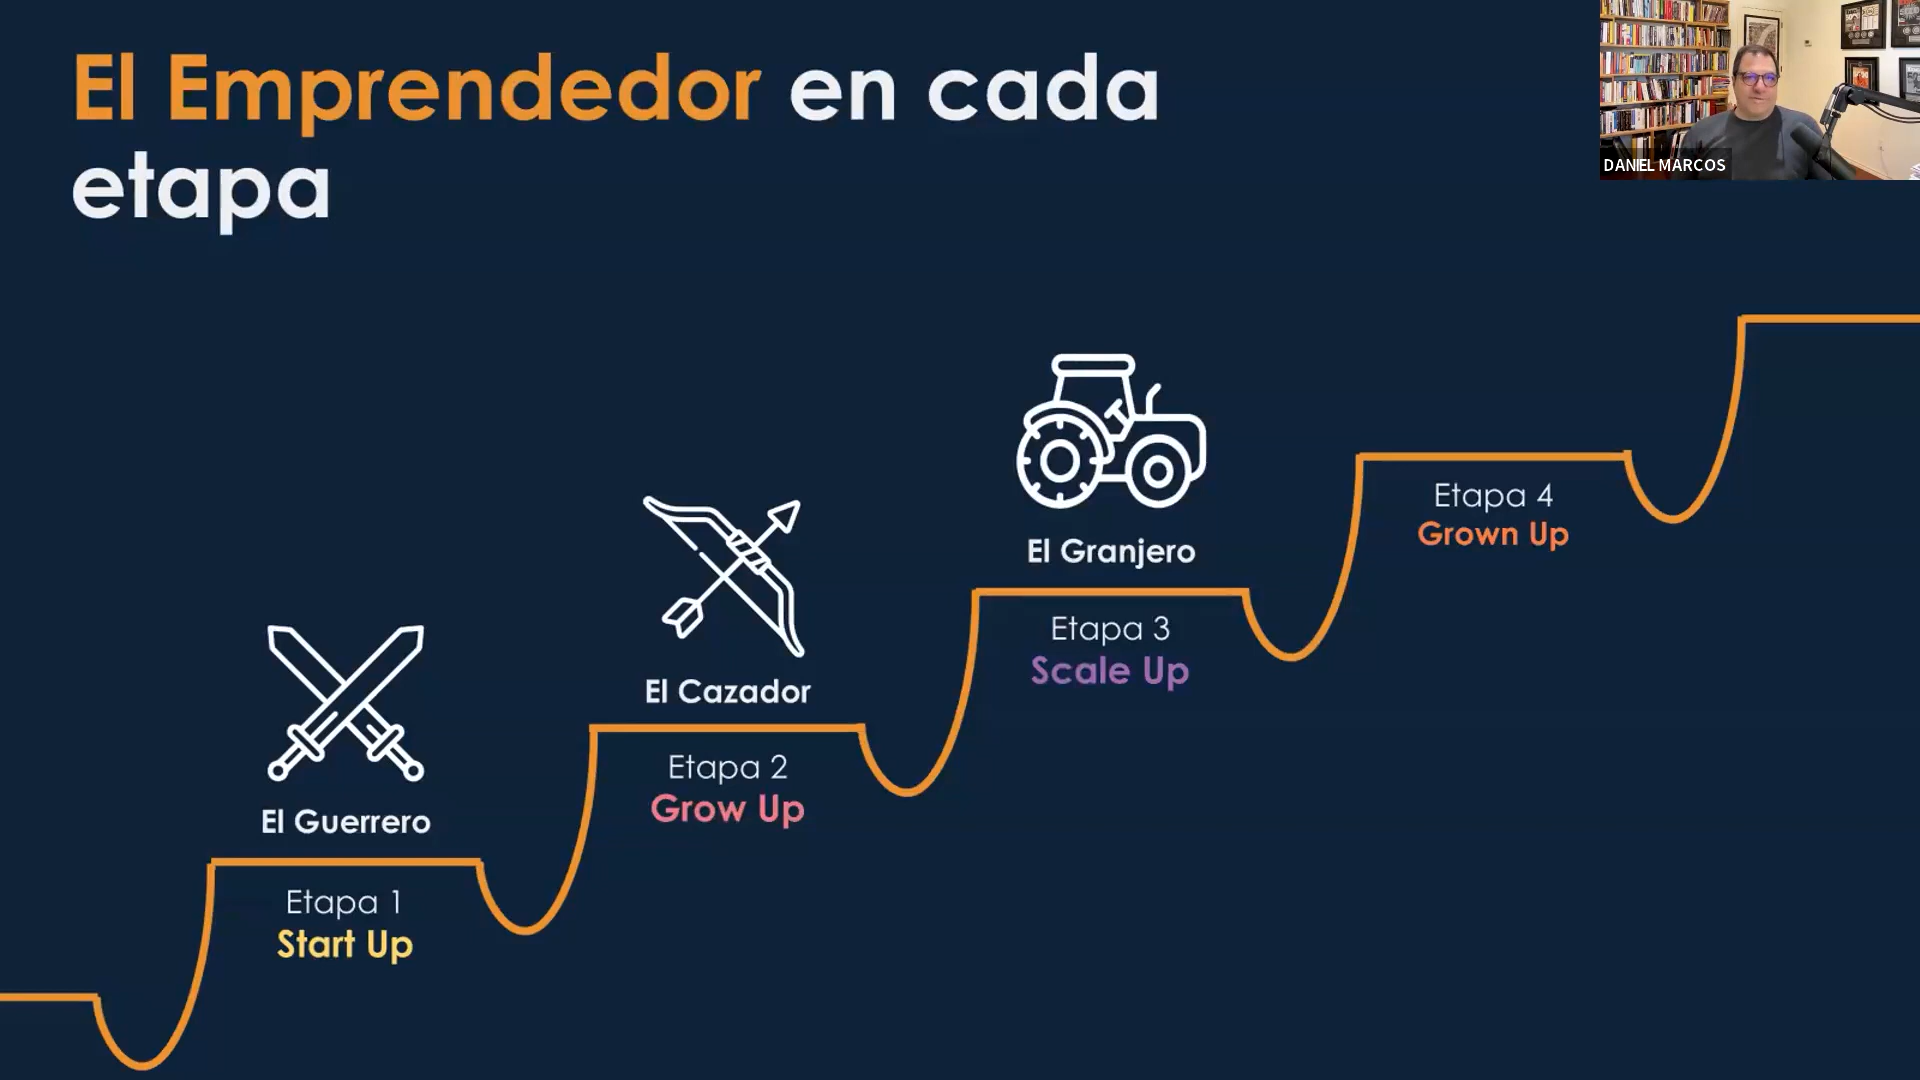 El Emprendedor en cada
etapa
DANIEL MARCOS
El Guerrero
Etapa 1
Start Up
El Cazador
Etapa 2
Grow Up
El Granjero
Etapa 3
Scale Up
Etapa 4
Grown Up